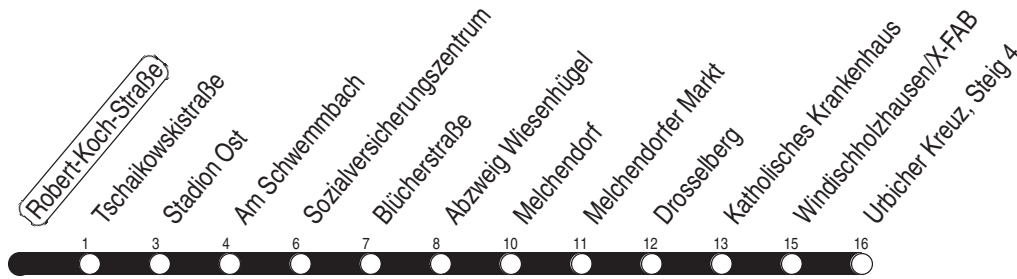 Robert-Koch-Straße
Tschaikowskistraße
Stadion Ost
Am Schwemmbach
Sozialversicherungszentrum
Blücherstraße
Abzweig Wiesenhügel
Melchendorf
Melchendorfer Markt
Drosselberg
Katholisches Krankenhaus
Windischholzhausen/X-FAB
Urbicher Kreuz, Steig 4
1 3 4 6 7 8 10 11 12 13 15 16